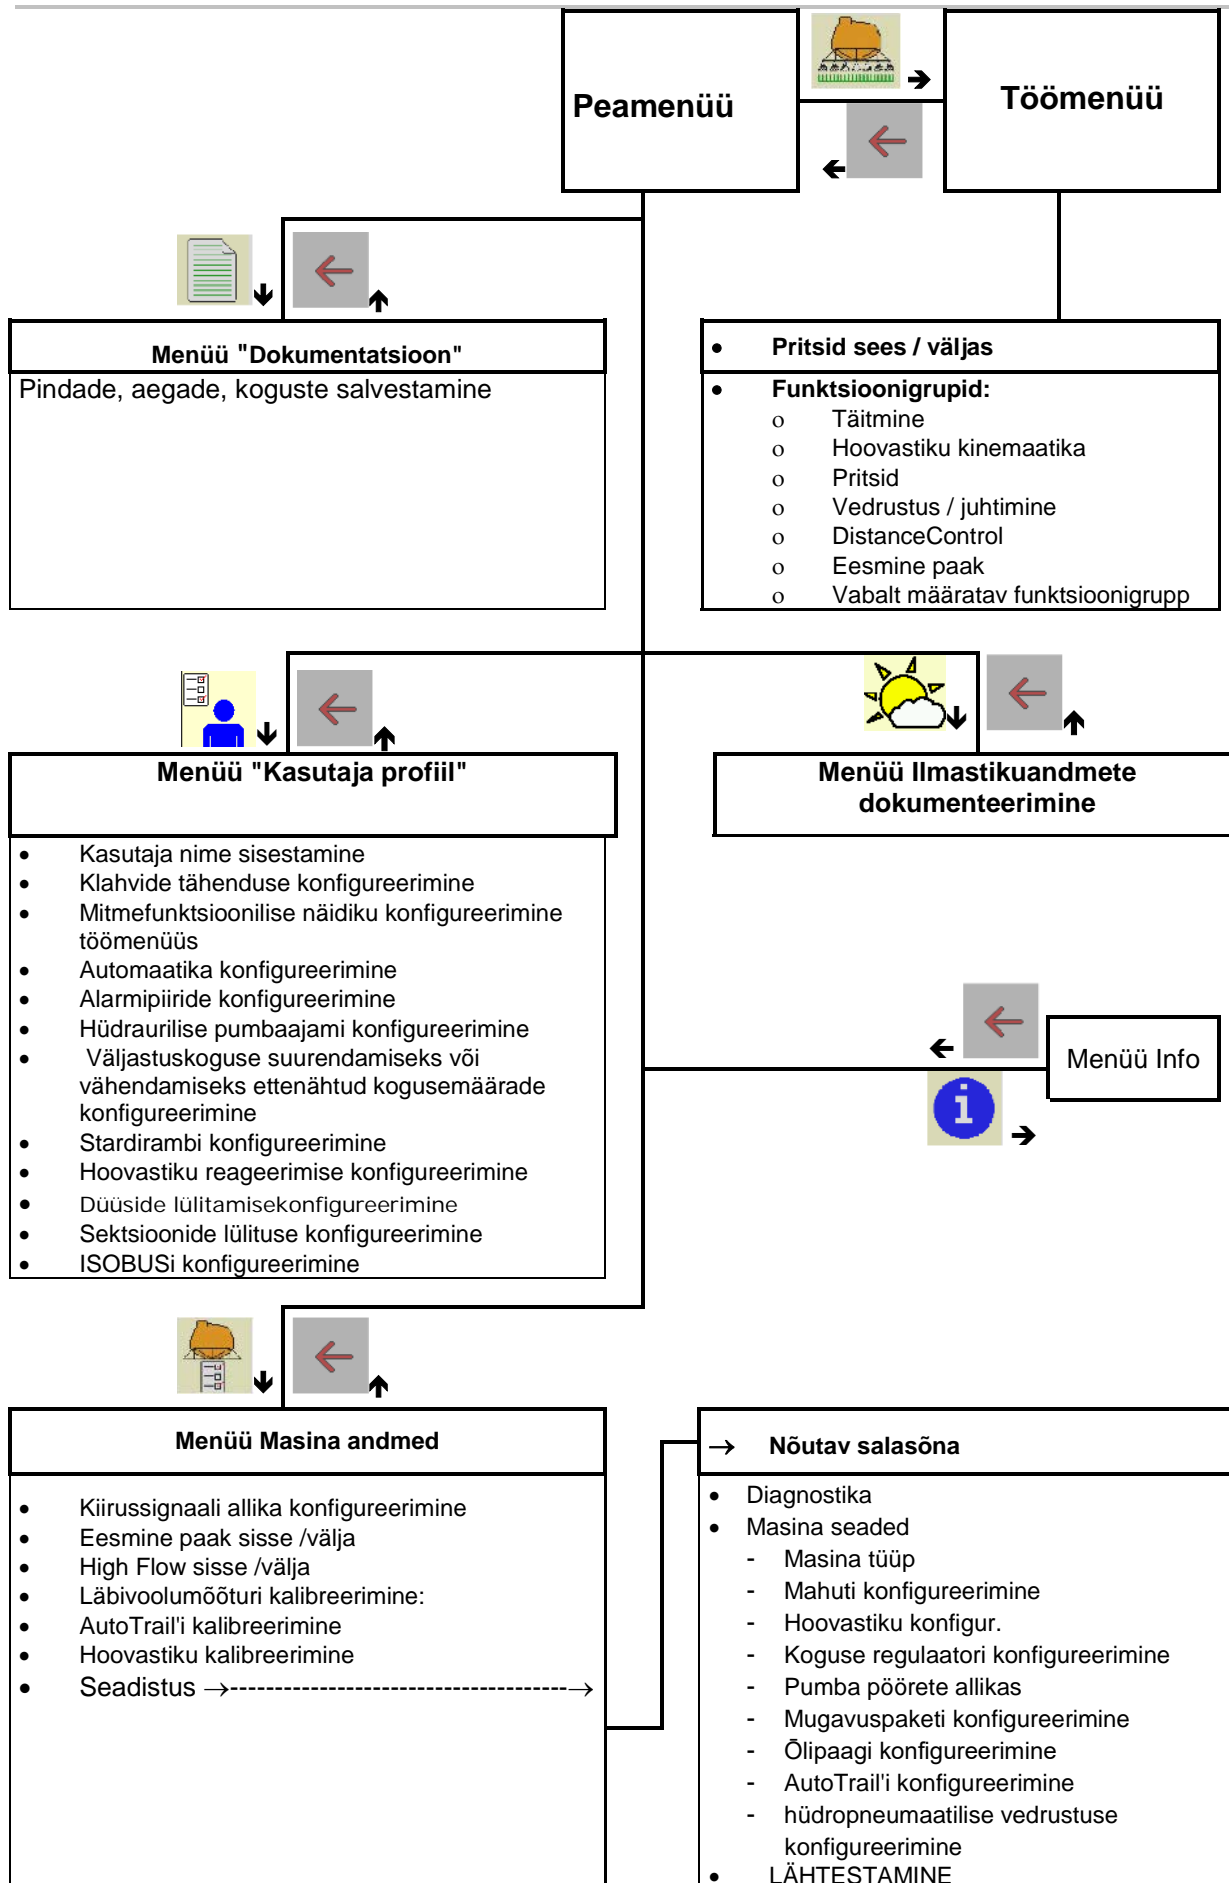 Peamenüü
Töömenüü
Menüü "Dokumentatsioon"
Pindade, aegade, koguste salvestamine
• Pritsid sees / väljas
• Funktsioonigrupid:
o Täitmine
o Hoovastiku kinemaatika
o Pritsid
o Vedrustus / juhtimine
o DistanceControl
o Eesmine paak
o Vabalt määratav funktsioonigrupp
Menüü "Kasutaja profiil"
• Kasutaja nime sisestamine
• Klahvide tähenduse konfigureerimine
• Mitmefunktsioonilise näidiku konfigureerimine
töömenüüs
• Automaatika konfigureerimine
• Alarmipiiride konfigureerimine
• Hüdraurilise pumbaajami konfigureerimine
• Väljastuskoguse suurendamiseks või
vähendamiseks ettenähtud kogusemäärade
konfigureerimine
• Stardirambi konfigureerimine
• Hoovastiku reageerimise konfigureerimine
• Düüside lülitamisekonfigureerimine
• Sektsioonide lülituse konfigureerimine
• ISOBUSi konfigureerimine
Menüü Ilmastikuandmete
dokumenteerimine
Menüü Info
i
Menüü Masina andmed
• Kiirussignaali allika konfigureerimine
• Eesmine paak sisse /välja
• High Flow sisse /välja
• Läbivoolumõõturi kalibreerimine:
• AutoTrail'i kalibreerimine
• Hoovastiku kalibreerimine
• Seadistus →-------------------------------------→
→ Nõutav salasõna
• Diagnostika
• Masina seaded
- Masina tüüp
- Mahuti konfigureerimine
- Hoovastiku konfigur.
- Koguse regulaatori konfigureerimine
- Pumba pöörete allikas
- Mugavuspaketi konfigureerimine
- Õlipaagi konfigureerimine
- AutoTrail'i konfigureerimine
- hüdropneumaatilise vedrustuse
konfigureerimine
• LÄHTESTAMINE